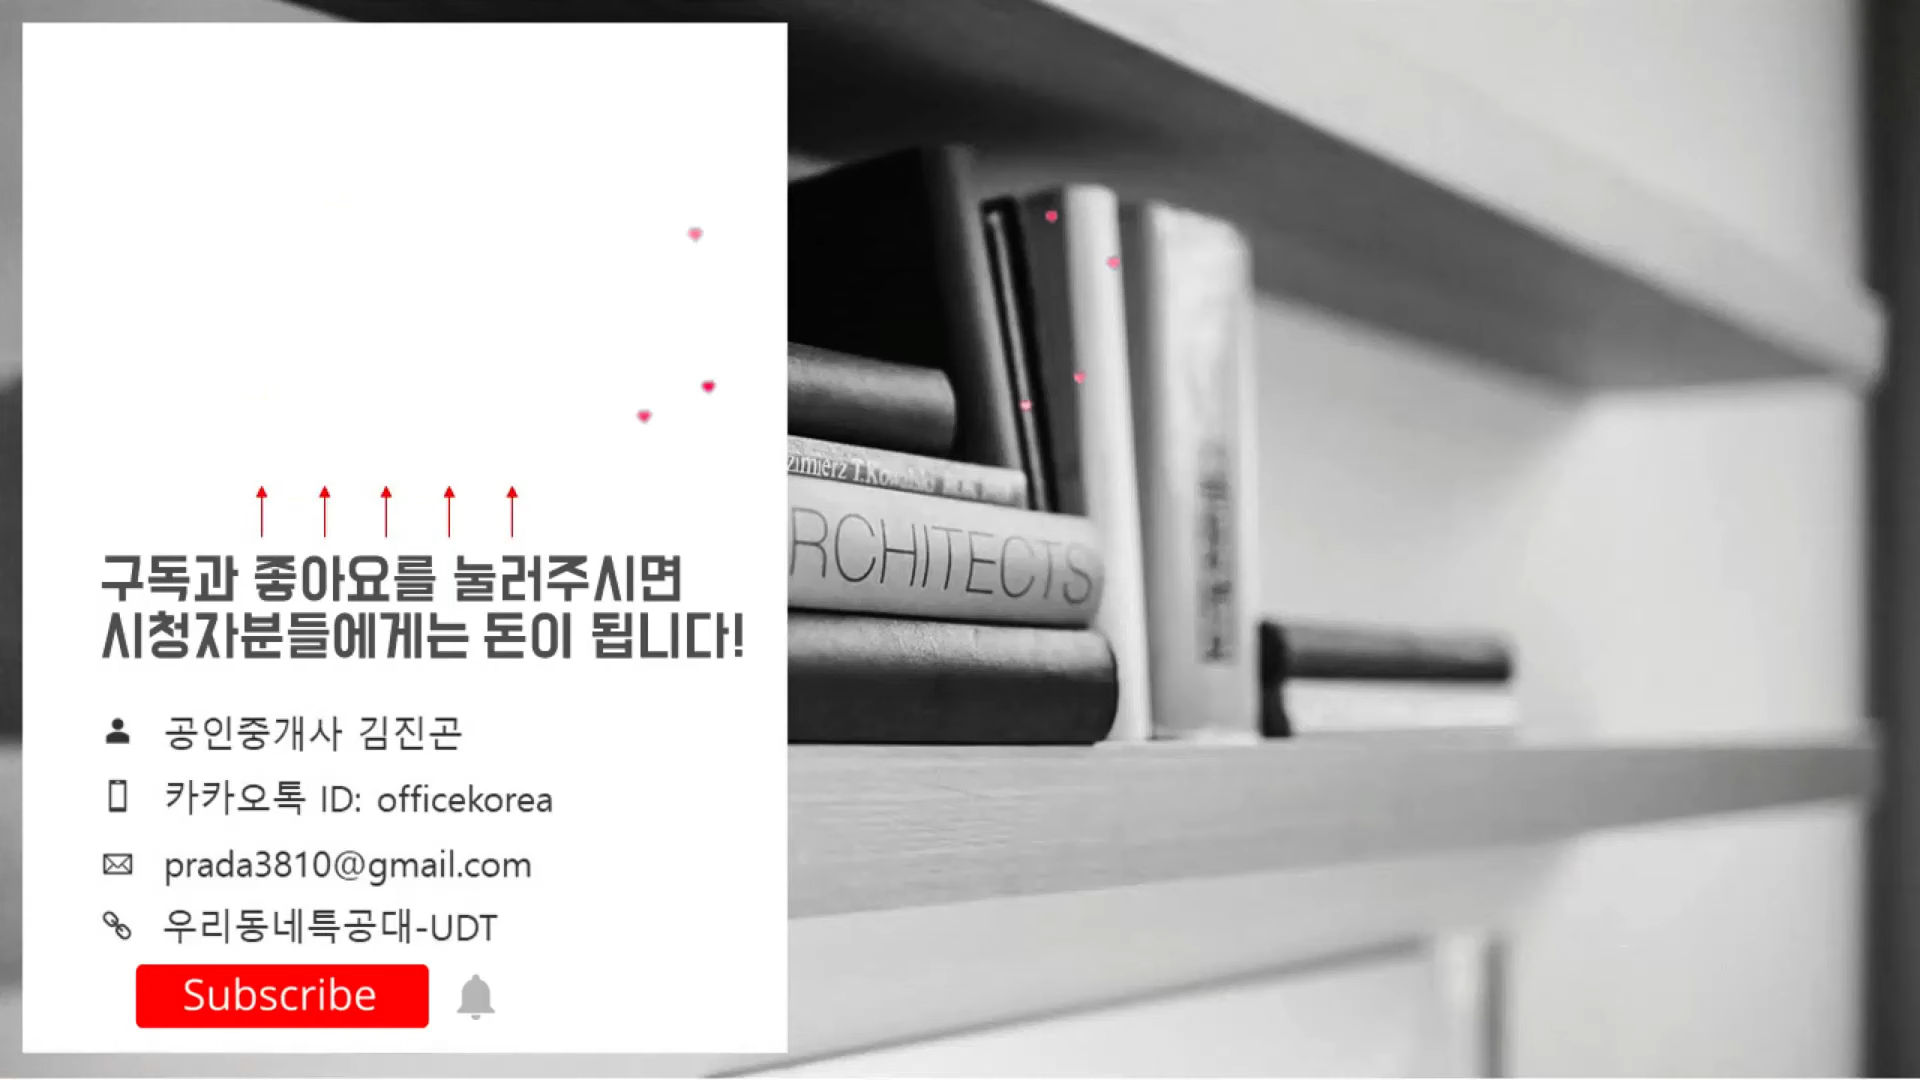 구독과 좋아요를 눌러주시면
시청자분들에게는 돈이 됩니다!
공인중개사 김진곤
카카오톡 ID: officekorea
prada3810@gmail.com
우리동네특공대-UDT
Subscribe
zimierz T.Kowalski
RCHITECTS